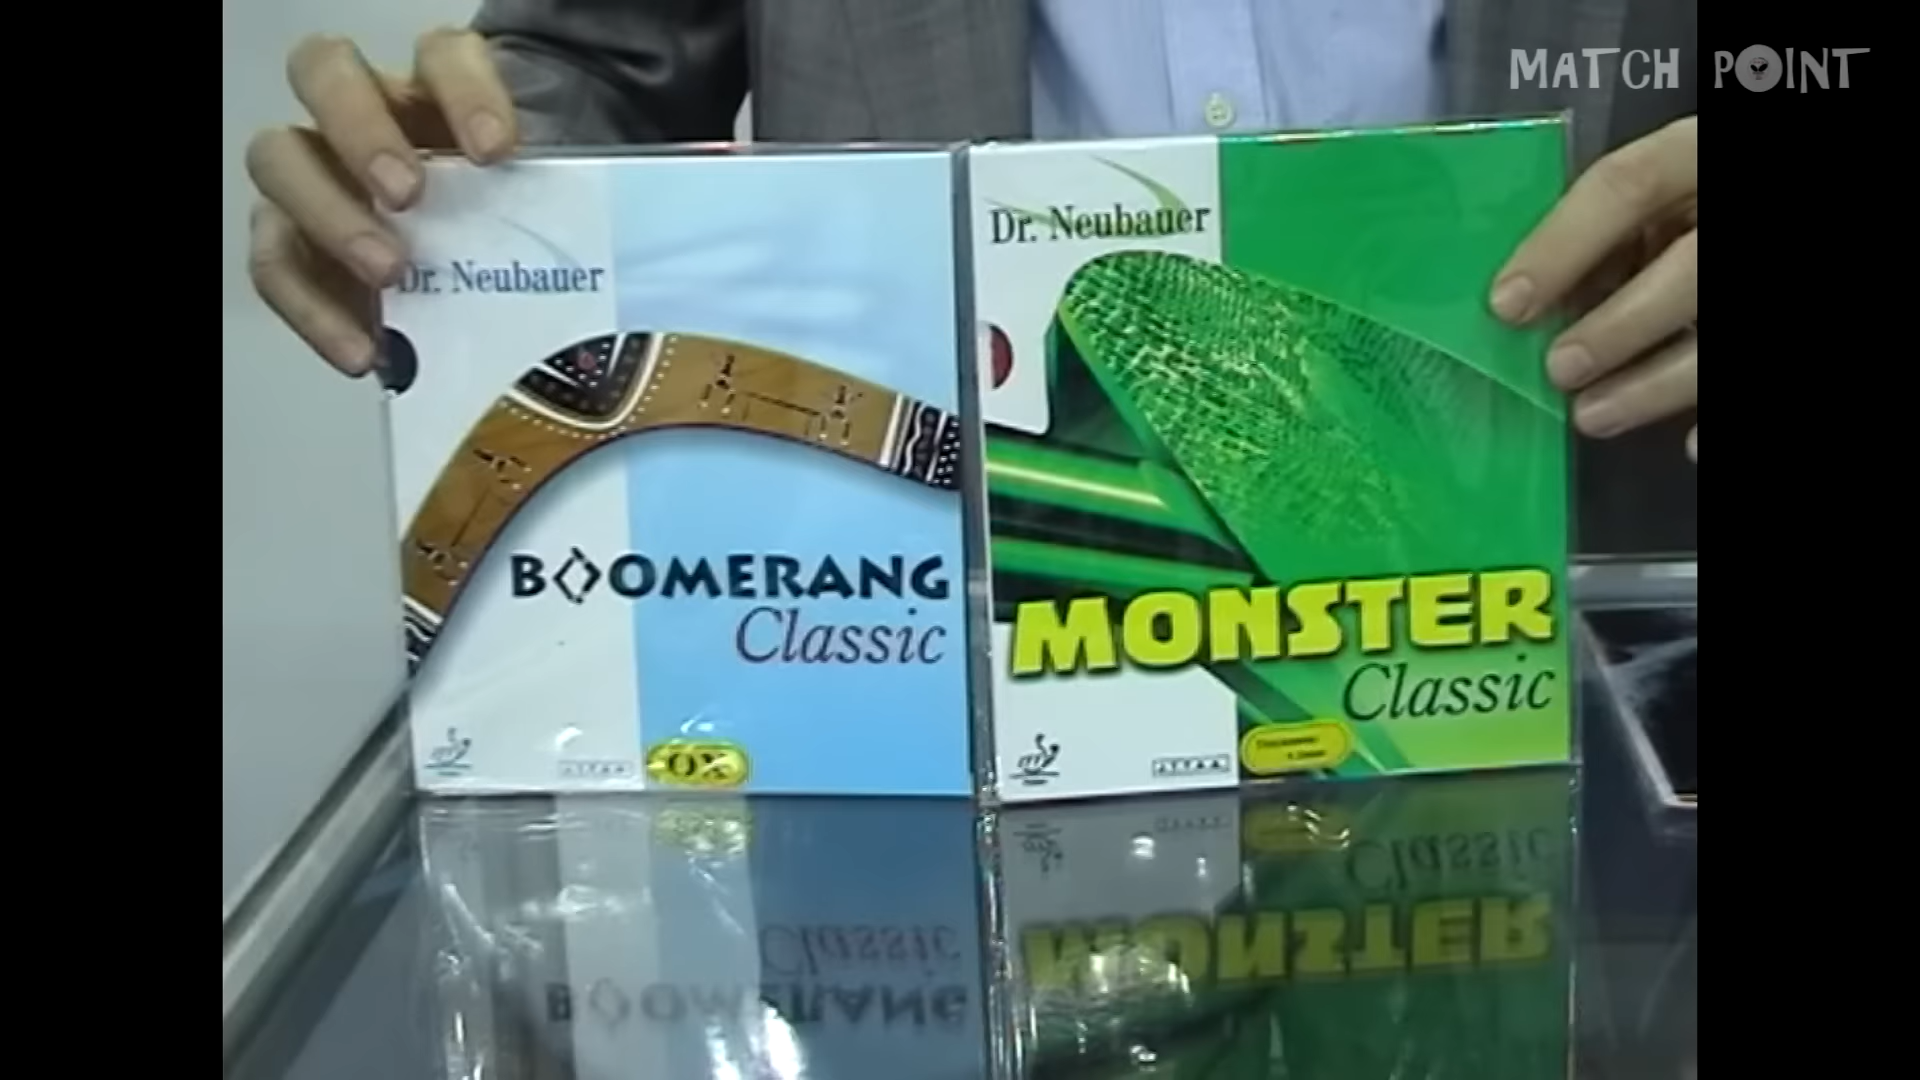 MATCH POINT
Dr. Neubauer
BOOMERANG
Classic
OX
Dr. Neubauer
MONSTER
Classic